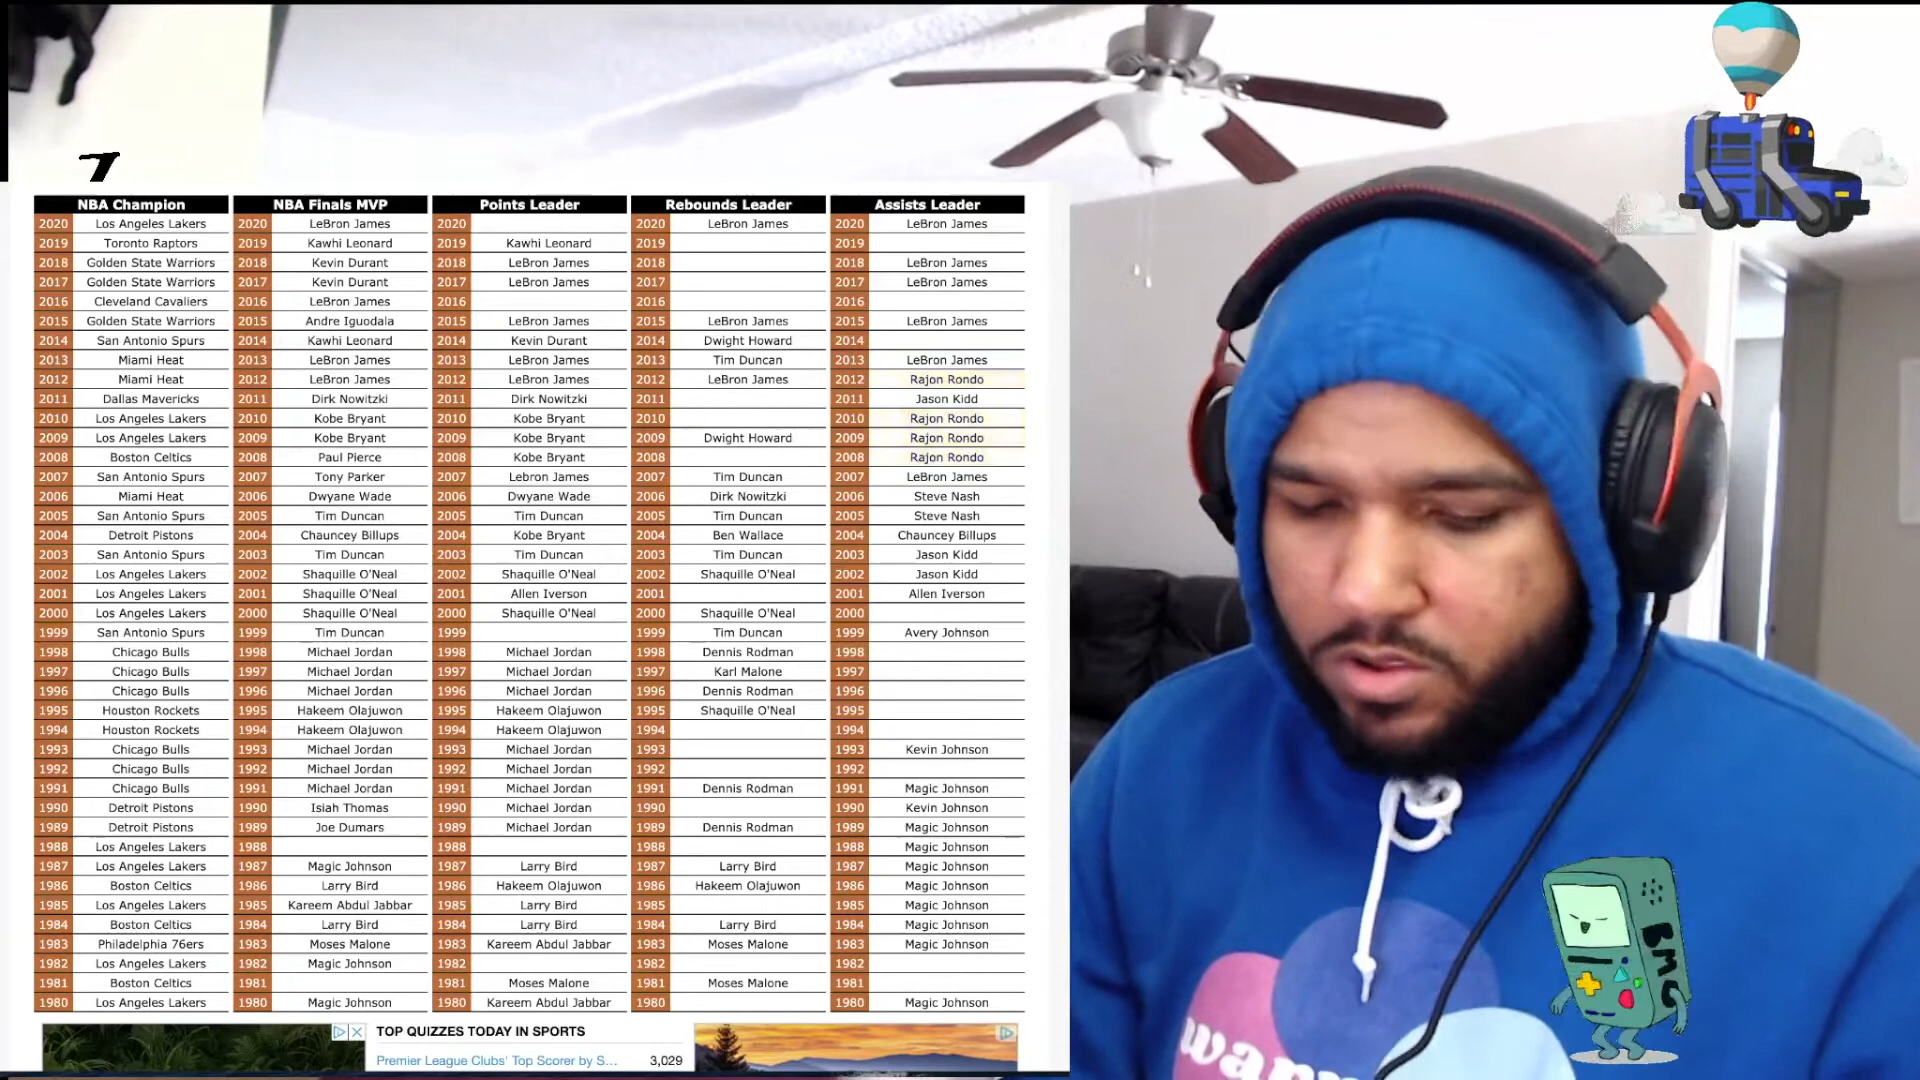 7
NBA Champion NBA Finals MVP Points Leader Rebounds Leader Assists Leader
2020 Los Angeles Lakers 2020 LeBron James 2020 2020 LeBron James 2020 LeBron James
2019 Toronto Raptors 2019 Kawhi Leonard 2019 Kawhi Leonard 2019 2019
2018 Golden State Warriors 2018 Kevin Durant 2018 LeBron James 2018 2018 LeBron James
2017 Golden State Warriors 2017 Kevin Durant 2017 LeBron James 2017 2017 LeBron James
2016 Cleveland Cavaliers 2016 LeBron James 2016 2016 2016
2015 Golden State Warriors 2015 Andre Iguodala 2015 LeBron James 2015 LeBron James 2015 LeBron James
2014 San Antonio Spurs 2014 Kawhi Leonard 2014 Kevin Durant 2014 Dwight Howard 2014
2013 Miami Heat 2013 LeBron James 2013 LeBron James 2013 Tim Duncan 2013 LeBron James
2012 Miami Heat 2012 LeBron James 2012 LeBron James 2012 LeBron James 2012 Rajon Rondo
2011 Dallas Mavericks 2011 Dirk Nowitzki 2011 Dirk Nowitzki 2011 2011 Jason Kidd
2010 Los Angeles Lakers 2010 Kobe Bryant 2010 Kobe Bryant 2010 2010 Rajon Rondo
2009 Los Angeles Lakers 2009 Kobe Bryant 2009 Kobe Bryant 2009 Dwight Howard 2009 Rajon Rondo
2008 Boston Celtics 2008 Paul Pierce 2008 Kobe Bryant 2008 2008 Rajon Rondo
2007 San Antonio Spurs 2007 Tony Parker 2007 Lebron James 2007 Tim Duncan 2007 LeBron James
2006 Miami Heat 2006 Dwyane Wade 2006 Dwyane Wade 2006 Dirk Nowitzki 2006 Steve Nash
2005 San Antonio Spurs 2005 Tim Duncan 2005 Tim Duncan 2005 Tim Duncan 2005 Steve Nash
2004 Detroit Pistons 2004 Chauncey Billups 2004 Kobe Bryant 2004 Ben Wallace 2004 Chauncey Billups
2003 San Antonio Spurs 2003 Tim Duncan 2003 Tim Duncan 2003 Tim Duncan 2003 Jason Kidd
2002 Los Angeles Lakers 2002 Shaquille O'Neal 2002 Shaquille O'Neal 2002 Shaquille O'Neal 2002 Jason Kidd
2001 Los Angeles Lakers 2001 Shaquille O'Neal 2001 Allen Iverson 2001 2001 Allen Iverson
2000 Los Angeles Lakers 2000 Shaquille O'Neal 2000 Shaquille O'Neal 2000 Shaquille O'Neal 2000
1999 San Antonio Spurs 1999 Tim Duncan 1999 1999 Tim Duncan 1999 Avery Johnson
1998 Chicago Bulls 1998 Michael Jordan 1998 Michael Jordan 1998 Dennis Rodman 1998
1997 Chicago Bulls 1997 Michael Jordan 1997 Michael Jordan 1997 Karl Malone 1997
1996 Chicago Bulls 1996 Michael Jordan 1996 Michael Jordan 1996 Dennis Rodman 1996
1995 Houston Rockets 1995 Hakeem Olajuwon 1995 Hakeem Olajuwon 1995 Shaquille O'Neal 1995
1994 Houston Rockets 1994 Hakeem Olajuwon 1994 Hakeem Olajuwon 1994 1994
1993 Chicago Bulls 1993 Michael Jordan 1993 Michael Jordan 1993 1993 Kevin Johnson
1992 Chicago Bulls 1992 Michael Jordan 1992 Michael Jordan 1992 1992
1991 Chicago Bulls 1991 Michael Jordan 1991 Michael Jordan 1991 Dennis Rodman 1991 Magic Johnson
1990 Detroit Pistons 1990 Isiah Thomas 1990 Michael Jordan 1990 1990 Kevin Johnson
1989 Detroit Pistons 1989 Joe Dumars 1989 Michael Jordan 1989 Dennis Rodman 1989 Magic Johnson
1988 Los Angeles Lakers 1988 1988 1988 1988 Magic Johnson
1987 Los Angeles Lakers 1987 Magic Johnson 1987 Larry Bird 1987 Larry Bird 1987 Magic Johnson
1986 Boston Celtics 1986 Larry Bird 1986 Hakeem Olajuwon 1986 Hakeem Olajuwon 1986 Magic Johnson
1985 Los Angeles Lakers 1985 Kareem Abdul Jabbar 1985 Larry Bird 1985 1985 Magic Johnson
1984 Boston Celtics 1984 Larry Bird 1984 Larry Bird 1984 Larry Bird 1984 Magic Johnson
1983 Philadelphia 76ers 1983 Moses Malone 1983 Kareem Abdul Jabbar 1983 Moses Malone 1983 Magic Johnson
1982 Los Angeles Lakers 1982 Magic Johnson 1982 1982 1982
1981 Boston Celtics 1981 1981 Moses Malone 1981 Moses Malone 1981
1980 Los Angeles Lakers 1980 Magic Johnson 1980 Kareem Abdul Jabbar 1980 1980 Magic Johnson
TOP QUIZZES TODAY IN SPORTS
Premier League Clubs' Top Scorer by S... 3,029
BMO